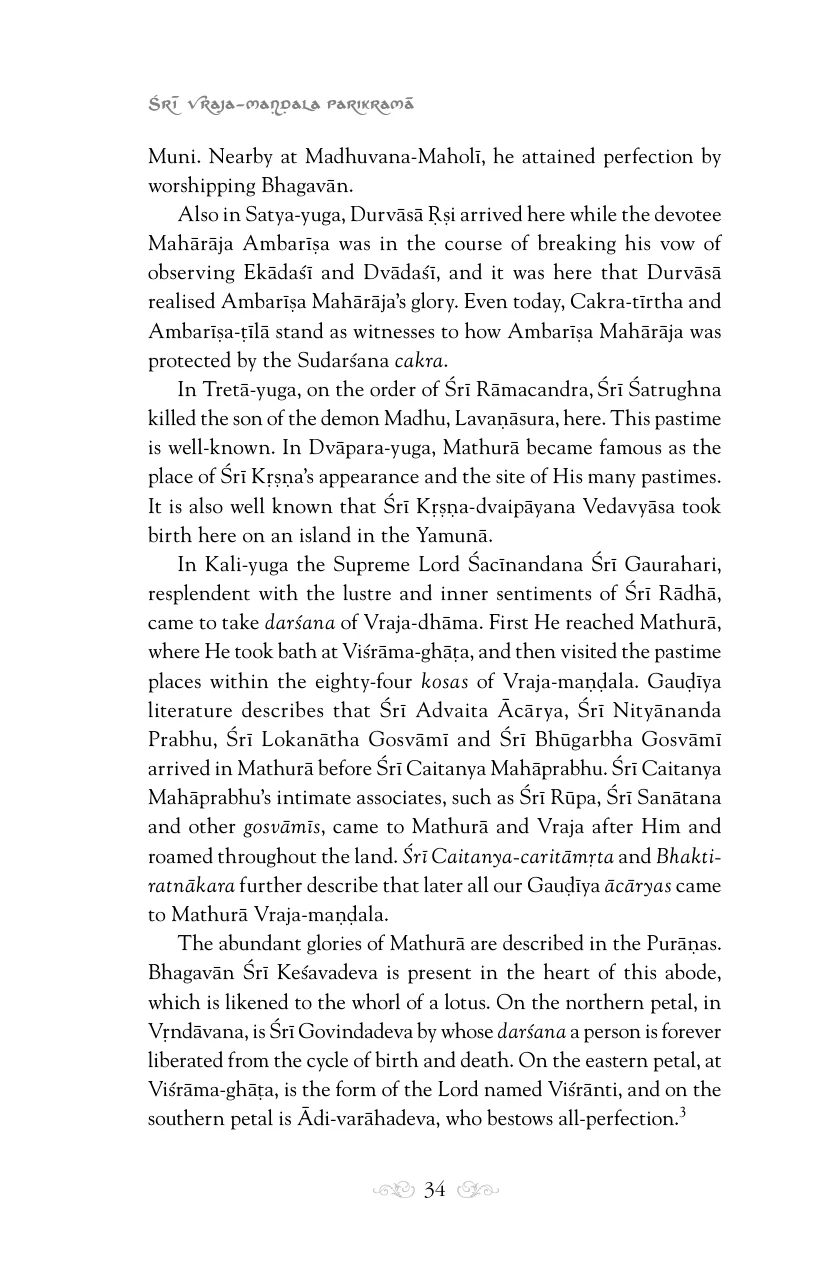 Śrī Vraja-maṇḍala Parikramā
Muni. Nearby at Madhuvana-Maholī, he attained perfection by
worshipping Bhagavān.
Also in Satya-yuga, Durvāsā Ṛṣi arrived here while the devotee
Mahārāja Ambarīṣa was in the course of breaking his vow of
observing Ekādaśī and Dvādaśī, and it was here that Durvāsā
realised Ambarīṣa Mahārāja's glory. Even today, Cakra-tīrtha and
Ambarīṣa-ṭīlā stand as witnesses to how Ambarīṣa Mahārāja was
protected by the Sudarśana cakra.
In Tretā-yuga, on the order of Śrī Rāmacandra, Śrī Śatrughna
killed the son of the demon Madhu, Lavaṇāsura, here. This pastime
is well-known. In Dvāpara-yuga, Mathurā became famous as the
place of Śrī Kṛṣṇa's appearance and the site of His many pastimes.
It is also well known that Śrī Kṛṣṇa-dvaipāyana Vedavyāsa took
birth here on an island in the Yamunā.
In Kali-yuga the Supreme Lord Śacīnandana Śrī Gaurahari,
resplendent with the lustre and inner sentiments of Śrī Rādhā,
came to take darśana of Vraja-dhāma. First He reached Mathurā,
where He took bath at Viśrāma-ghāṭa, and then visited the pastime
places within the eighty-four kosas of Vraja-maṇḍala. Gauḍīya
literature describes that Śrī Advaita Ācārya, Śrī Nityānanda
Prabhu, Śrī Lokanātha Gosvāmī and Śrī Bhūgarbha Gosvāmī
arrived in Mathurā before Śrī Caitanya Mahāprabhu. Śrī Caitanya
Mahāprabhu's intimate associates, such as Śrī Rūpa, Śrī Sanātana
and other gosvāmīs, came to Mathurā and Vraja after Him and
roamed throughout the land. Śrī Caitanya-caritāmṛta and Bhakti-
ratnākara further describe that later all our Gauḍīya ācāryas came
to Mathurā Vraja-maṇḍala.
The abundant glories of Mathurā are described in the Purāṇas.
Bhagavān Śrī Keśavadeva is present in the heart of this abode,
which is likened to the whorl of a lotus. On the northern petal, in
Vṛndāvana, is Śrī Govindadeva by whose darśana a person is forever
liberated from the cycle of birth and death. On the eastern petal, at
Viśrāma-ghāṭa, is the form of the Lord named Viśrānti, and on the
southern petal is Ādi-varāhadeva, who bestows all-perfection.3
34